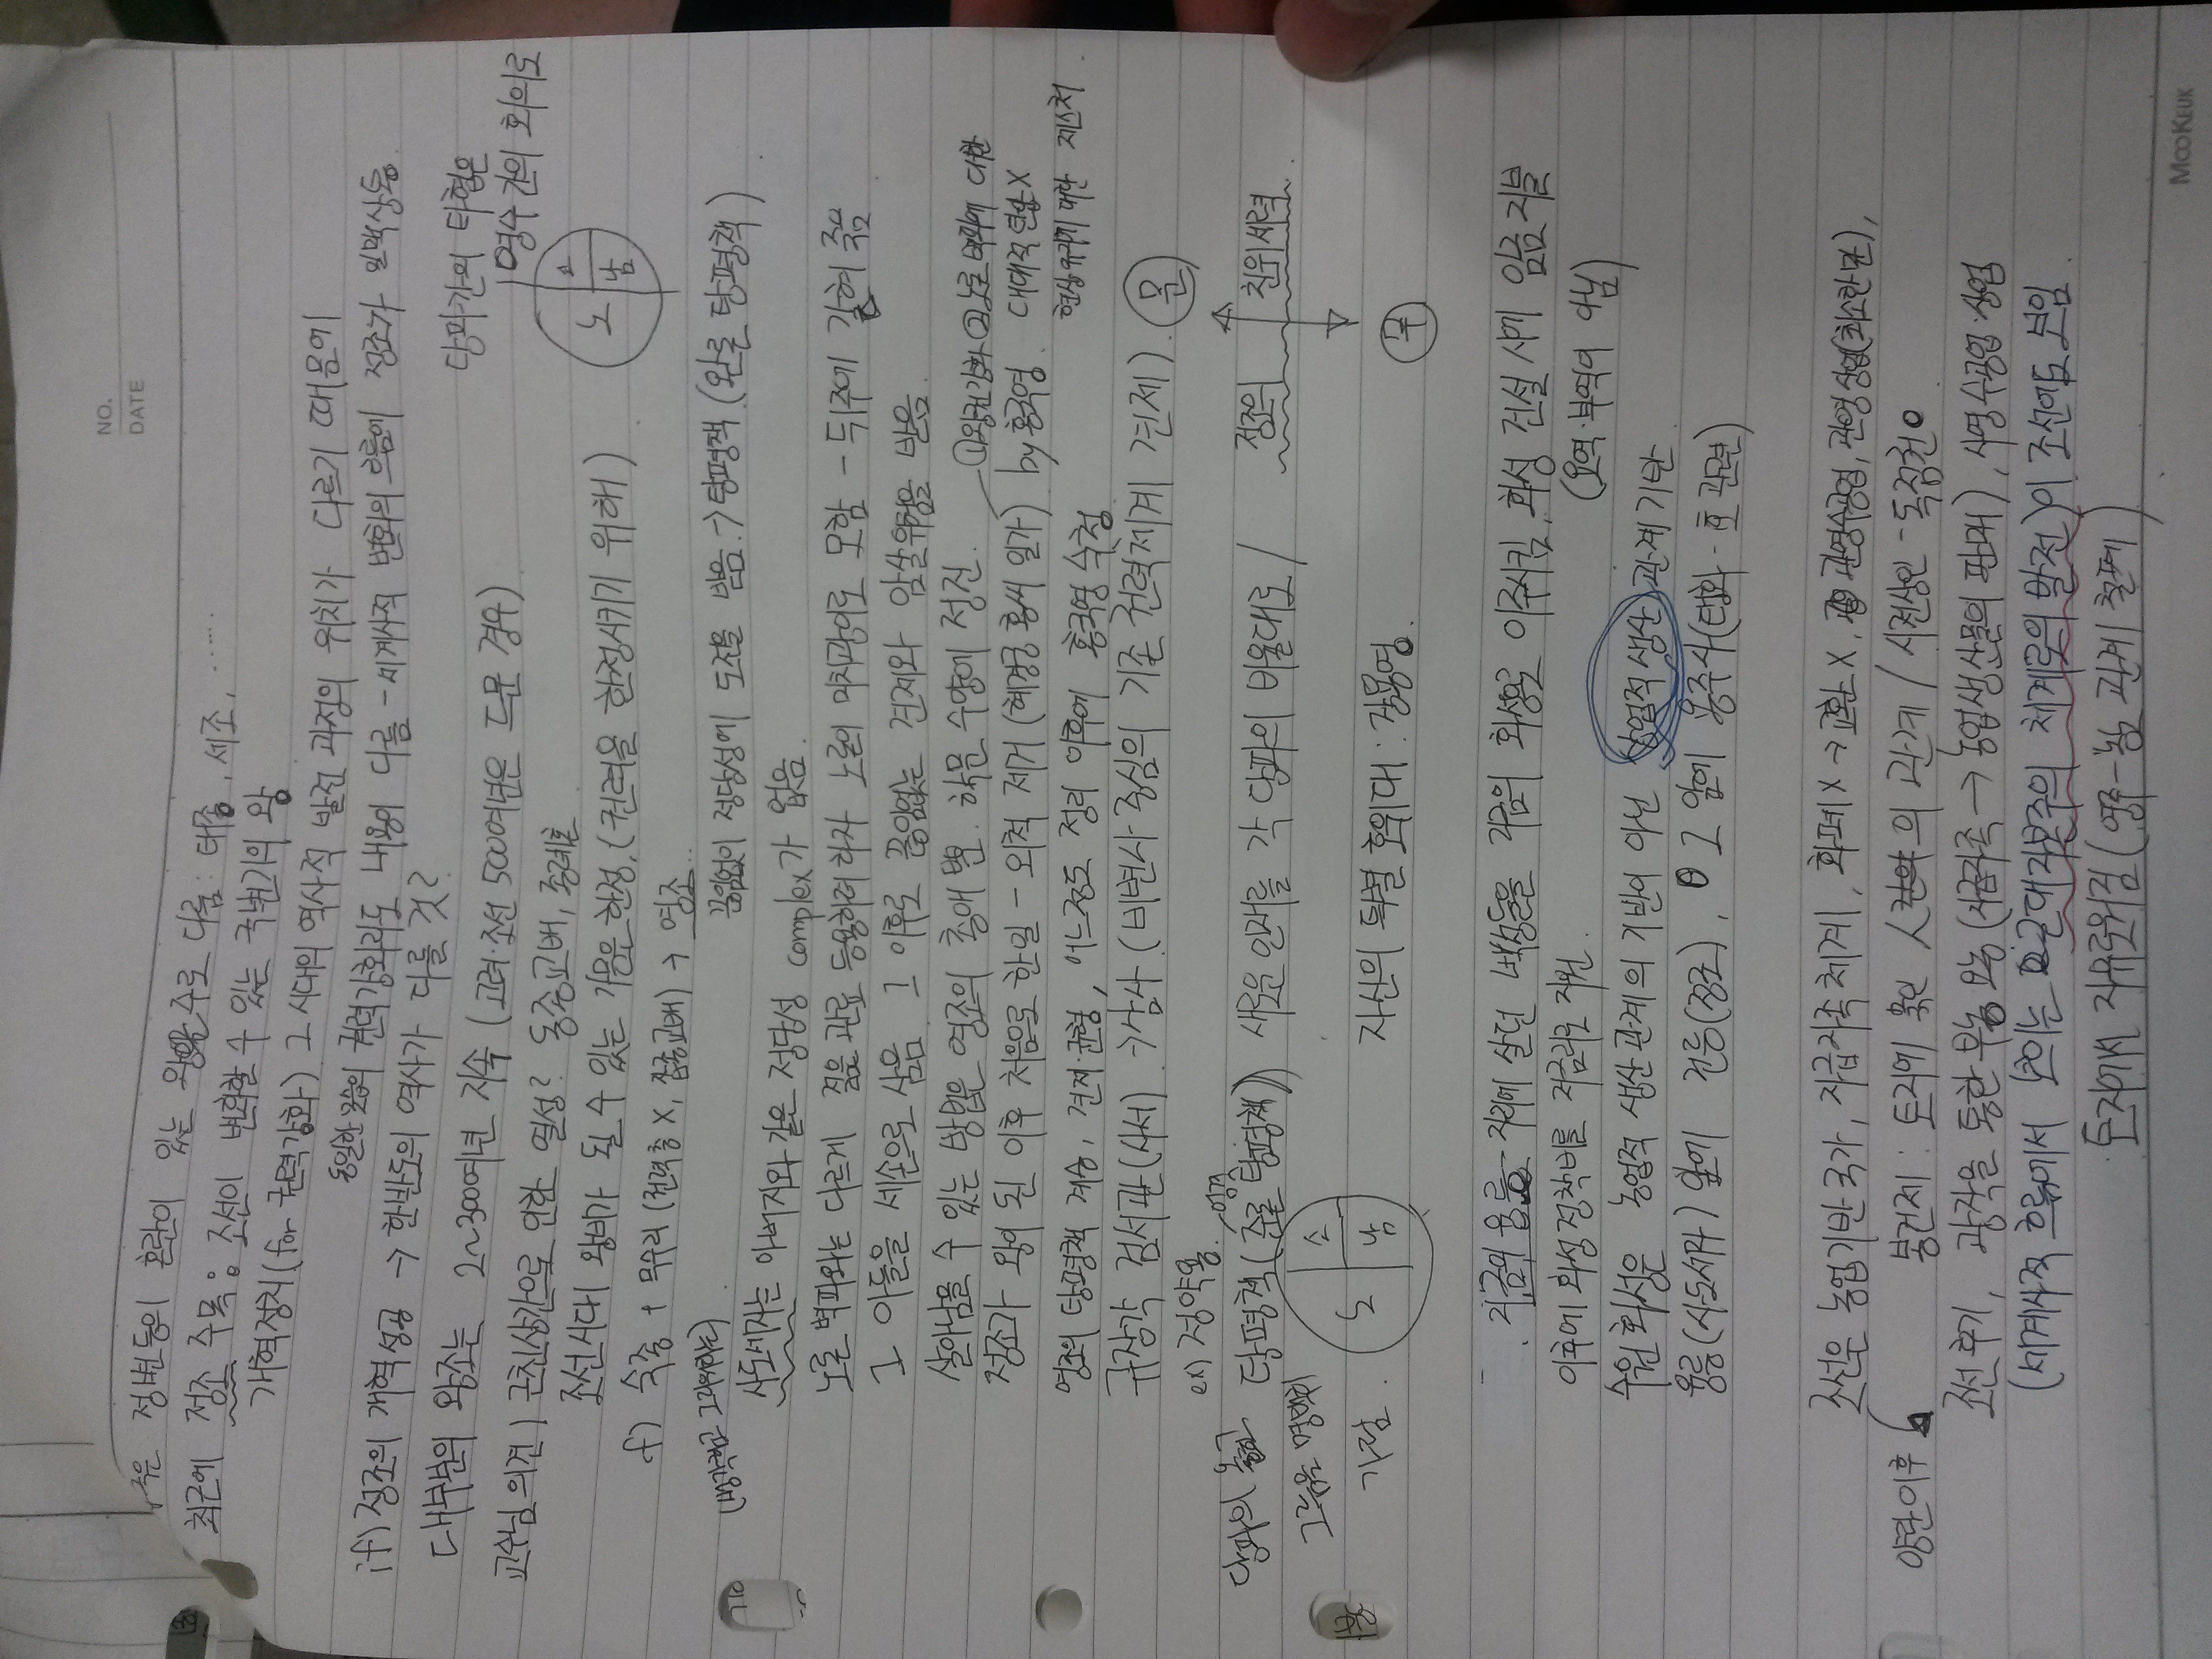 NO.
DATE
정변등의 혼란이 있는 왕을 주로 다룸 : 태종, 세조, ······
최근에 정조 주목 : 조선이 변화할 수 있는 격변기의 왕
개혁정치 (for 권력강화) 그 시대의 역사적 발전 과정의 위치가 다르기 때문에
동일한 모습의 권력강화라도 내용이 다름 - 세계사적 변화의 흐름에 정조가 일맥상통
if) 정조의 개혁성공 → 한반도의 역사가 다를 것?
대부분의 왕조는 2~300여년 지속 (고려·조선 500여년은 드문 경우)
당파간의 타협은
영수간의 회의로
노 소 남
교수님 의견) 근친상간으로 인한 열성? 동종교배, 족내혼
조선시대 왕비가 될 수 있는 가문은 한정. (권력을 한정시키기 위해)
cf) 숙종 + 무수리 (권력층 X, 잡종교배) → 영조..
끊임없이 정당성에 도전을 받음 → 탕평책 (완론 탕평책)
(생각하고 그리워하는)
사도세자는 아버지와 같은 정당성 complex가 없음.
노론 벽파와는 다르게 젊은 관료 등용하려 하자 노론이 미치광이로 모함 - 뒤주에 갇혀 죽음
그 아들을 세손으로 삼음. 그 이후로 끊임없는 견제와 암살위험을 받음.
살아남을 수 있는 방법은 영조의 총애 뿐. 학문 수양에 정진.
정조가 왕이 된 이후 처음으로 한일 - 외척 제거 (혜경궁 홍씨 일가) by 홍국영
① 왕권강화 ② 노론 벽파에 대한
대대적 X
현상유지에 대한 제스처
영조의 탕평책 계승, 견제·균형, 어느정도 정리 이후에 홍국영 숙청
규장각 검서관 (사서) → 감사 (비변사 중심의 기존 권력체계 견제) 문
ex) 정약용
엄격
탕평책 (준론 탕평책) 새로운 인재를 각 당파의 비율대로 /
정조의 친위세력
당파의 옳고
그름을 명백히
가림.
노 소 남
자신의 특별 호위대 : 장용영.
무
지금의 융릉 자리에 살던 백성들을 지금의 화성으로 이주시킴, 화성 건설 시에 임금 지불
이후에 화성정착비를 저금리로 지원. (요역·부역이 아님)
수원 화성은 농업적 생산관계의 기반이 아닌 상업적 생산 관계 기반.
융릉 (사도세자) 앞에 건릉 (정조), 그 앞에 용주사 (탱화 - 효 관련)
조선은 농업기반 국가, 자급자족 체계, 화폐 X → 교환 X, 관영수공업, 관영상업 (최소한만),
봉건제 : 토지에 묶인 人 의 관계 / 시전상인 - 독점권
양란이후
조선 후기, 광작을 통한 부농 (자급자족 → 농업생산물의 판매), 사영수공업·상업
(세계사적 흐름에서 보이는 근대 자본주의 체계로의 발전)이 조선에도 보임.
토지에서 자유로워짐 (영주-농노 관계 철폐)
MOOKEUK